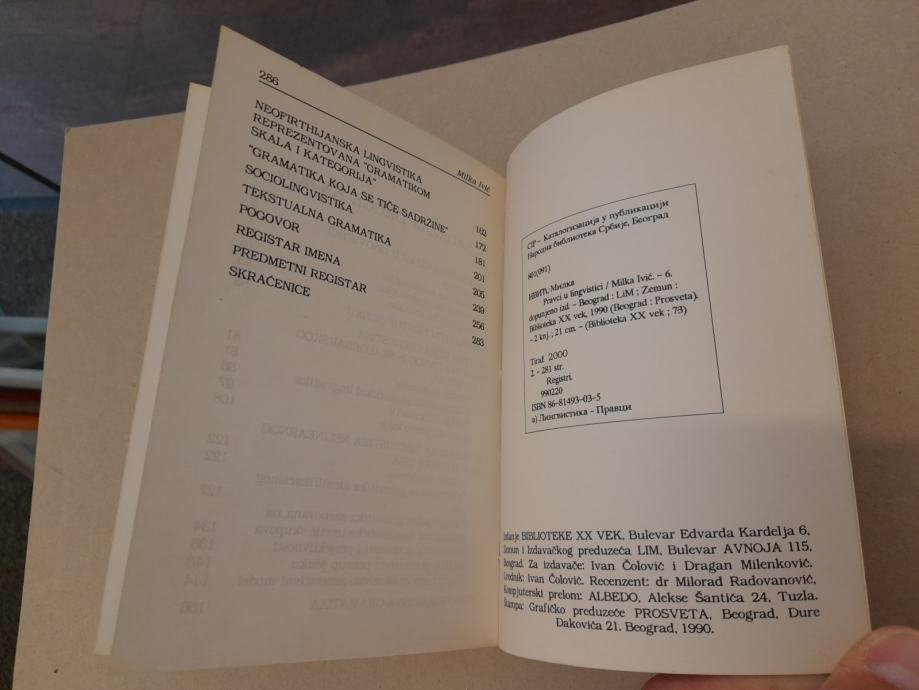 286
Milka Ivić
NEOFIRTHIJANSKA LINGVISTIKA
REPREZENTOVANA "GRAMATIKOM
SKALA I KATEGORIJA" 162
"GRAMATIKA KOJA SE TIČE SADRŽINE" 172
SOCIOLINGVISTIKA 181
TEKSTUALNA GRAMATIKA 201
POGOVOR 205
REGISTAR IMENA 239
PREDMETNI REGISTAR 256
SKRAĆENICE 283
CIP – Каталогизација у публикацији
Народна библиотека Србије, Београд
801(091)
ИВИЋ, Милка
Pravci u lingvistici / Milka Ivić. – 6.
dopunjeno izd. – Beograd : LiM ; Zemun :
Biblioteka XX vek, 1990 (Beograd : Prosveta).
– 2 knj. ; 21 cm. – (Biblioteka XX vek ; 73)
Tiraž 2000
2. – 281 str.
Registri.
990220
ISBN 86-81493-03-5
a) Лингвистика – Правци
BIBLIOTEKE XX VEK, Bulevar Edvarda Kardelja 6,
Zemun i Izdavačkog preduzeća LIM, Bulevar AVNOJA 115,
Beograd. Za izdavače: Ivan Čolović i Dragan Milenković.
Urednik: Ivan Čolović. Recenzent: dr Milorad Radovanović,
Kompjuterski prelom: ALBEDO, Alekse Šantića 24, Tuzla.
Štampa: Grafičko preduzeće PROSVETA, Beograd, Dure
Dakovića 21. Beograd, 1990.